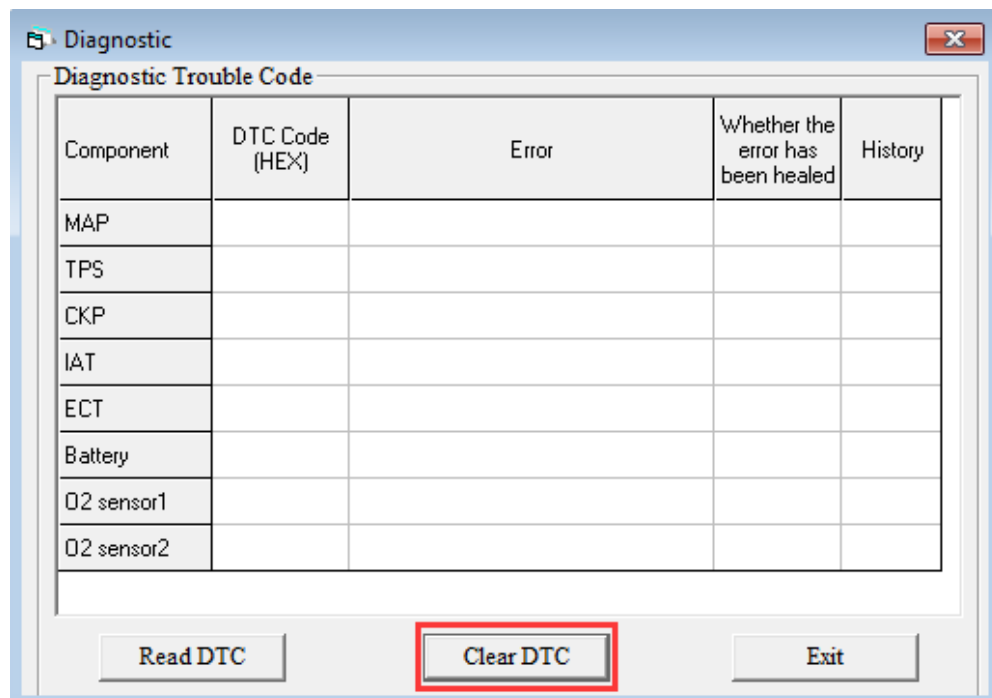 Diagnostic
Diagnostic Trouble Code
Component
DTC Code
(HEX)
Error
Whether the
error has
been healed
History
MAP
TPS
CKP
IAT
ECT
Battery
O2 sensor1
O2 sensor2
Read DTC
Clear DTC
Exit